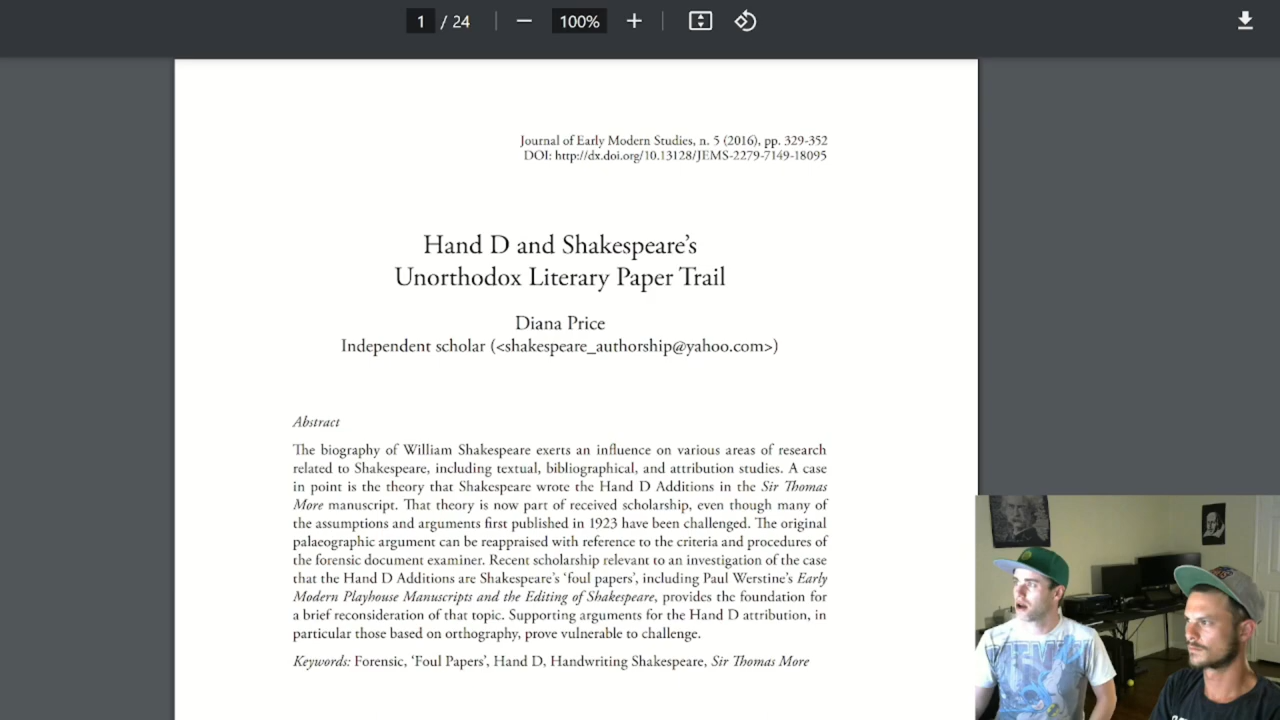 1 / 24
100%
Journal of Early Modern Studies, n. 5 (2016), pp. 329-352
DOI: http://dx.doi.org/10.13128/JEMS-2279-7149-18095
Hand D and Shakespeare's
Unorthodox Literary Paper Trail
Diana Price
Independent scholar (<shakespeare_authorship@yahoo.com>)
Abstract
The biography of William Shakespeare exerts an influence on various areas of research
related to Shakespeare, including textual, bibliographical, and attribution studies. A case
in point is the theory that Shakespeare wrote the Hand D Additions in the Sir Thomas
More manuscript. That theory is now part of received scholarship, even though many of
the assumptions and arguments first published in 1923 have been challenged. The original
palaeographic argument can be reappraised with reference to the criteria and procedures of
the forensic document examiner. Recent scholarship relevant to an investigation of the case
that the Hand D Additions are Shakespeare's 'foul papers', including Paul Werstine's Early
Modern Playhouse Manuscripts and the Editing of Shakespeare, provides the foundation for
a brief reconsideration of that topic. Supporting arguments for the Hand D attribution, in
particular those based on orthography, prove vulnerable to challenge.
Keywords: Forensic, 'Foul Papers', Hand D, Handwriting Shakespeare, Sir Thomas More